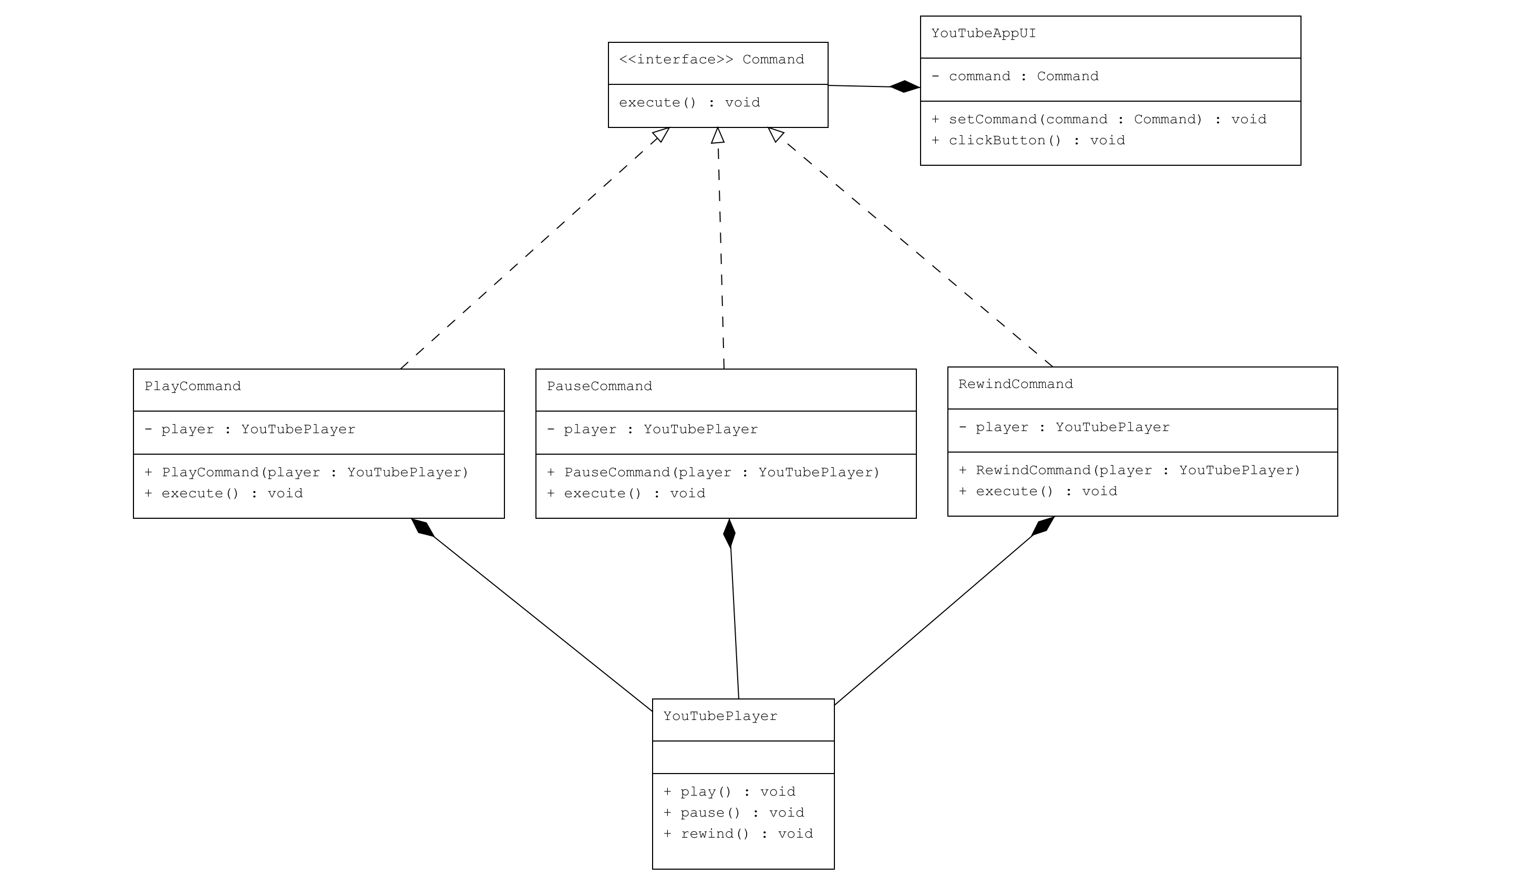 <<interface>> Command
execute() : void
YouTubeAppUI
- command : Command
+ setCommand(command : Command) : void
+ clickButton() : void
PlayCommand
- player : YouTubePlayer
+ PlayCommand(player : YouTubePlayer)
+ execute() : void
PauseCommand
- player : YouTubePlayer
+ PauseCommand(player : YouTubePlayer)
+ execute() : void
RewindCommand
- player : YouTubePlayer
+ RewindCommand(player : YouTubePlayer)
+ execute() : void
YouTubePlayer
+ play() : void
+ pause() : void
+ rewind() : void